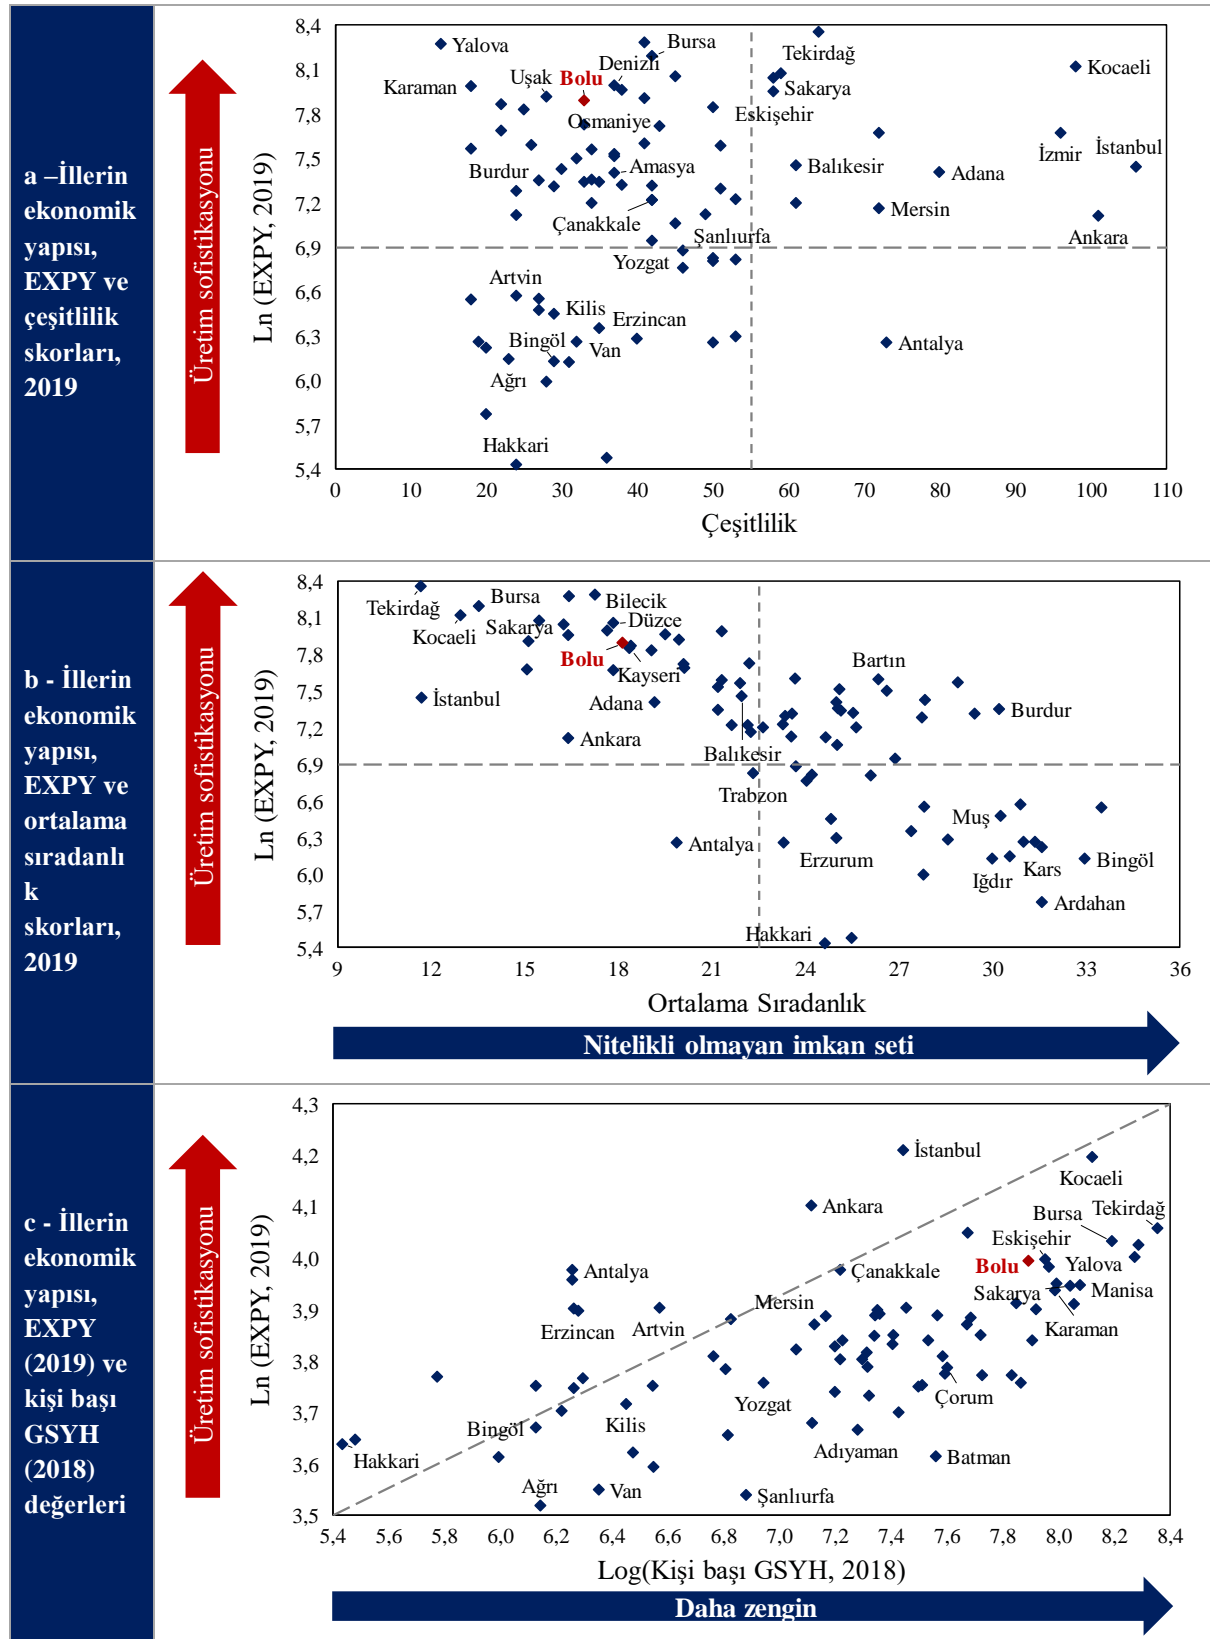 a –İllerin
ekonomik
yapısı,
EXPY ve
çeşitlilik
skorları,
2019
Üretim sofistikasyonu
Ln (EXPY, 2019)
8,4
8,1
7,8
7,5
7,2
6,9
6,6
6,3
6,0
5,7
5,4
Yalova
Bursa
Tekirdağ
Kocaeli
Karaman
Uşak
Bolu
Denizli
Sakarya
Osmaniye
Eskişehir
İzmir
İstanbul
Burdur
Amasya
Balıkesir
Adana
Çanakkale
Mersin
Şanlıurfa
Ankara
Yozgat
Artvin
Kilis
Erzincan
Bingöl
Van
Antalya
Ağrı
Hakkari
0 10 20 30 40 50 60 70 80 90 100 110
Çeşitlilik
b - İllerin
ekonomik
yapısı,
EXPY ve
ortalama
sıradanlı
k
skorları,
2019
Üretim sofistikasyonu
Ln (EXPY, 2019)
8,4
8,1
7,8
7,5
7,2
6,9
6,6
6,3
6,0
5,7
5,4
Tekirdağ
Bursa
Bilecik
Kocaeli
Sakarya
Düzce
Bolu
Kayseri
Bartın
İstanbul
Adana
Burdur
Ankara
Balıkesir
Trabzon
Muş
Antalya
Erzurum
Kars
Bingöl
Iğdır
Ardahan
Hakkari
9 12 15 18 21 24 27 30 33 36
Ortalama Sıradanlık
Nitelikli olmayan imkan seti
c - İllerin
ekonomik
yapısı,
EXPY
(2019) ve
kişi başı
GSYH
(2018)
değerleri
Üretim sofistikasyonu
Ln (EXPY, 2019)
4,3
4,2
4,1
4,0
3,9
3,8
3,7
3,6
3,5
İstanbul
Kocaeli
Ankara
Tekirdağ
Bursa
Eskişehir
Antalya
Çanakkale
Bolu
Yalova
Sakarya
Manisa
Erzincan
Artvin
Mersin
Karaman
Yozgat
Çorum
Bingöl
Kilis
Hakkari
Adıyaman
Batman
Ağrı
Van
Şanlıurfa
5,4 5,6 5,8 6,0 6,2 6,4 6,6 6,8 7,0 7,2 7,4 7,6 7,8 8,0 8,2 8,4
Log(Kişi başı GSYH, 2018)
Daha zengin